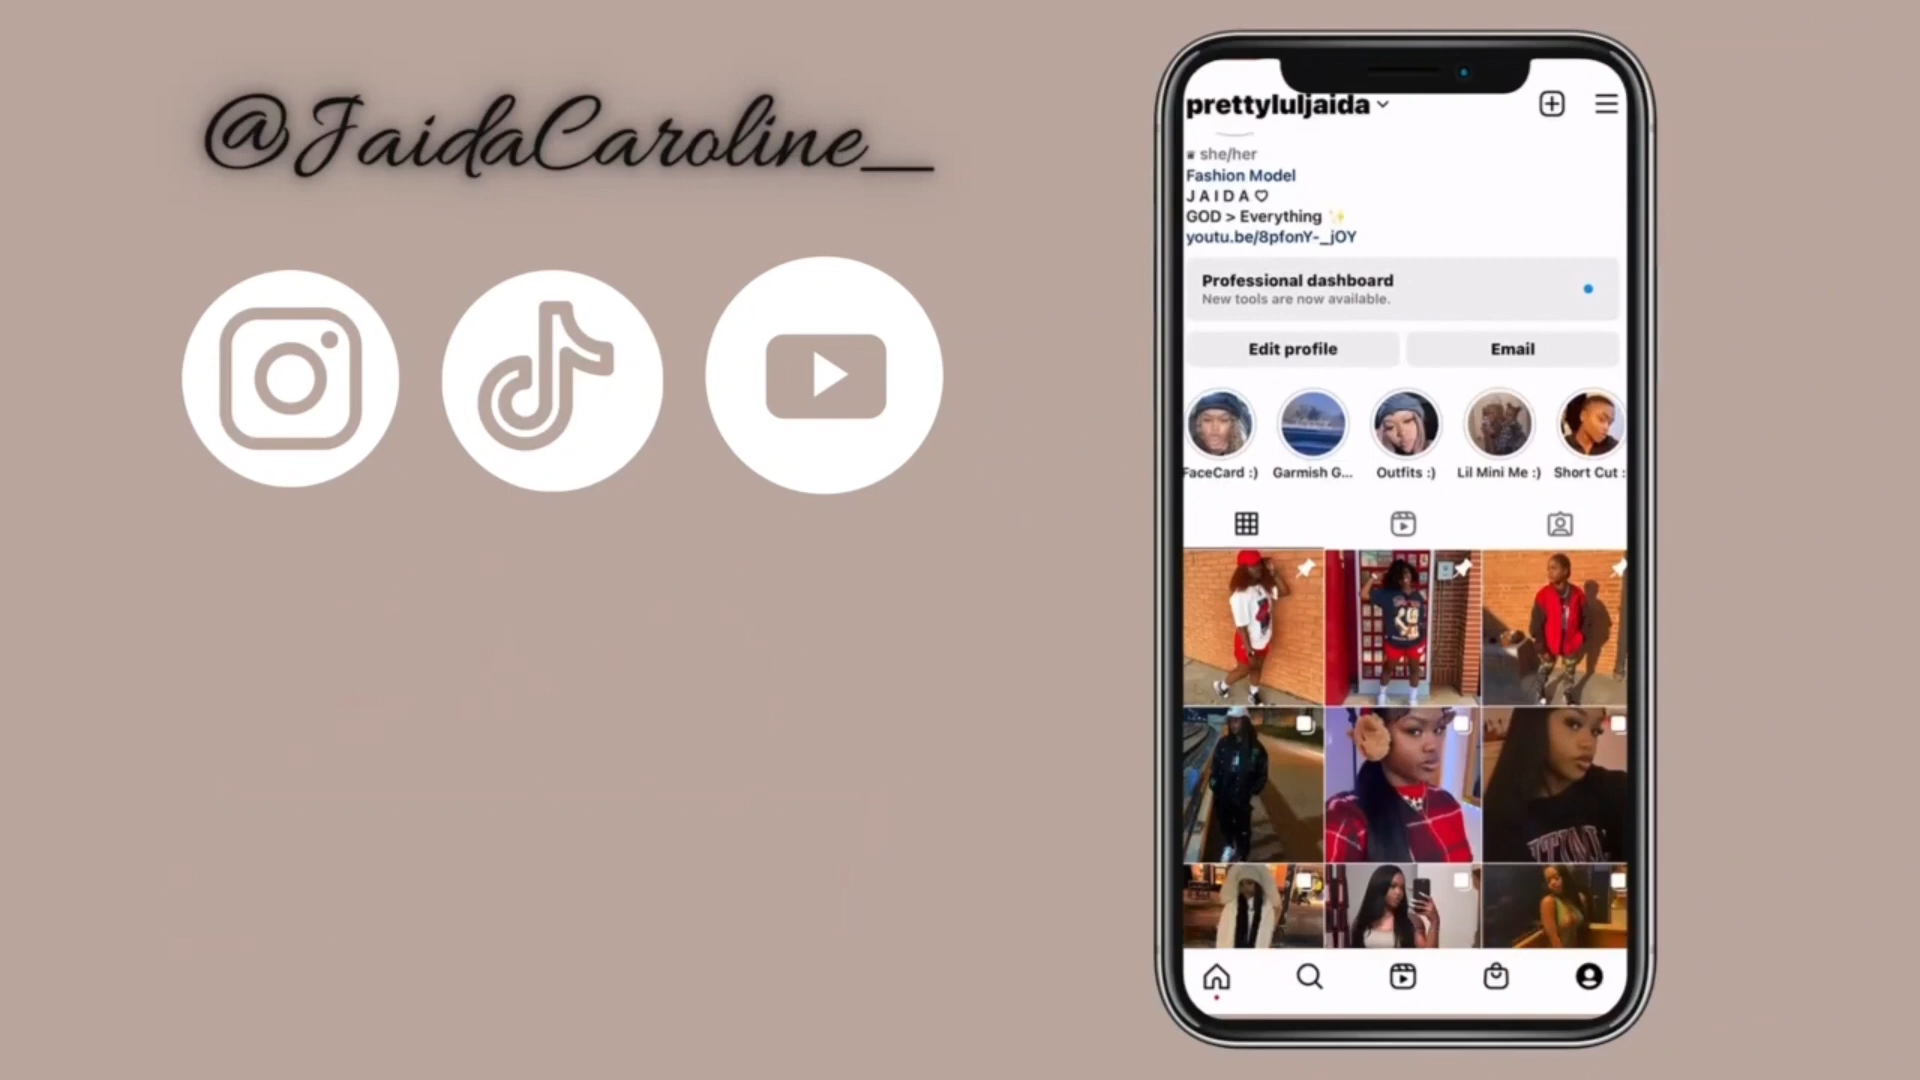 @JaidaCaroline_
prettyluljaida
she/her
Fashion Model
J A I D A ♡
GOD > Everything ✨
youtu.be/8pfonY-_jOY
Professional dashboard
New tools are now available.
Edit profile
Email
FaceCard :)
Garmish G...
Outfits :)
Lil Mini Me :)
Short Cut :